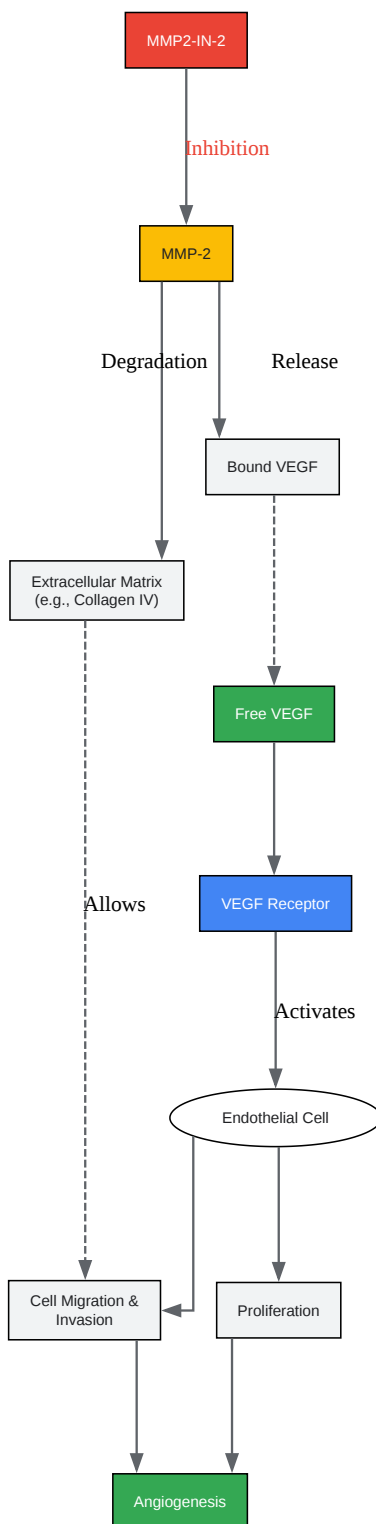 MMP2-IN-2
Inhibition
MMP-2
Degradation
Release
Bound VEGF
Extracellular Matrix
(e.g., Collagen IV)
Free VEGF
VEGF Receptor
Allows
Activates
Endothelial Cell
Cell Migration &
Invasion
Proliferation
Angiogenesis